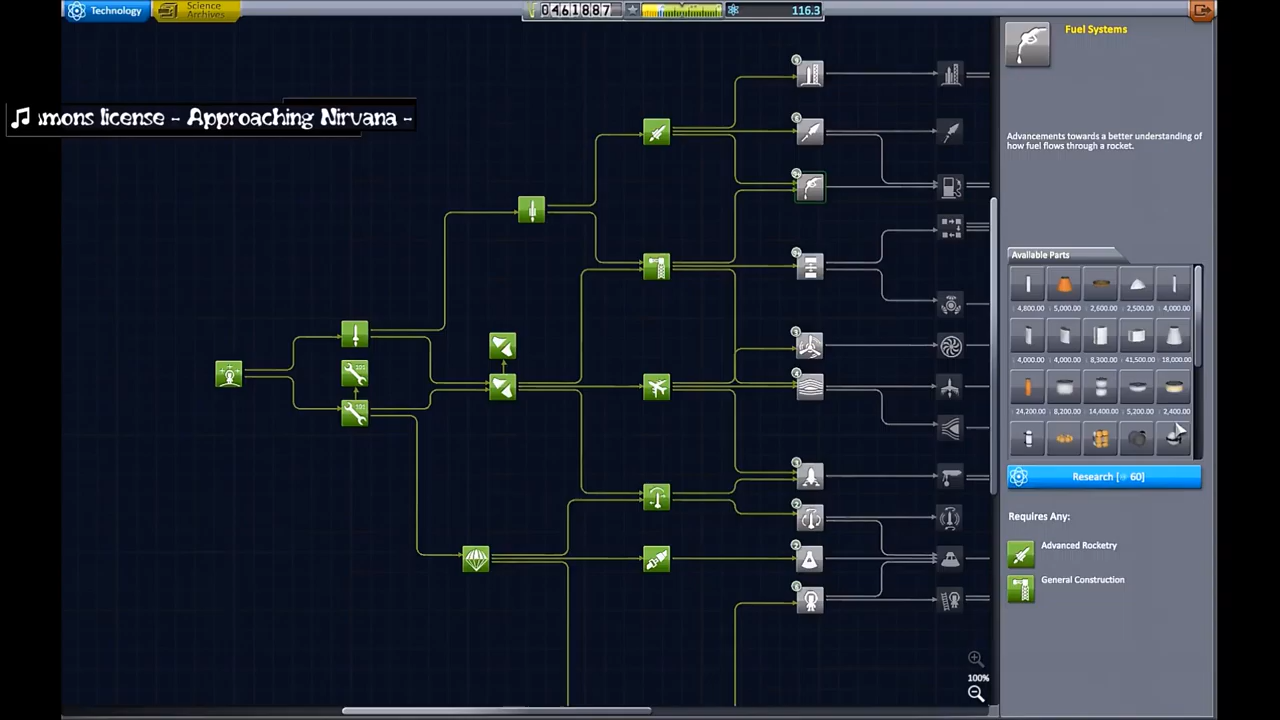 Technology
Science
Archives
0461887
116.3
Fuel Systems
♫ amons license - Approaching Nirvana -
Advancements towards a better understanding of
how fuel flows through a rocket.
Available Parts
4,800.00 5,000.00 2,600.00 2,500.00 4,000.00
4,000.00 4,000.00 8,300.00 41,500.00 18,000.00
24,200.00 8,200.00 14,400.00 5,200.00 2,400.00
Research [ 60]
Requires Any:
Advanced Rocketry
General Construction
100%